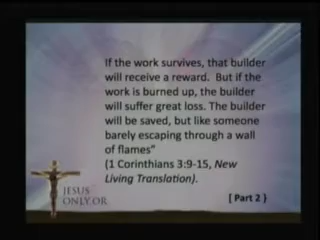 If the work survives, that builder
will receive a reward.  But if the
work is burned up, the builder
will suffer great loss. The builder
will be saved, but like someone
barely escaping through a wall
of flames”
(1 Corinthians 3:9-15, New
Living Translation).
[ Part 2 }
JESUS
ONLY.OR